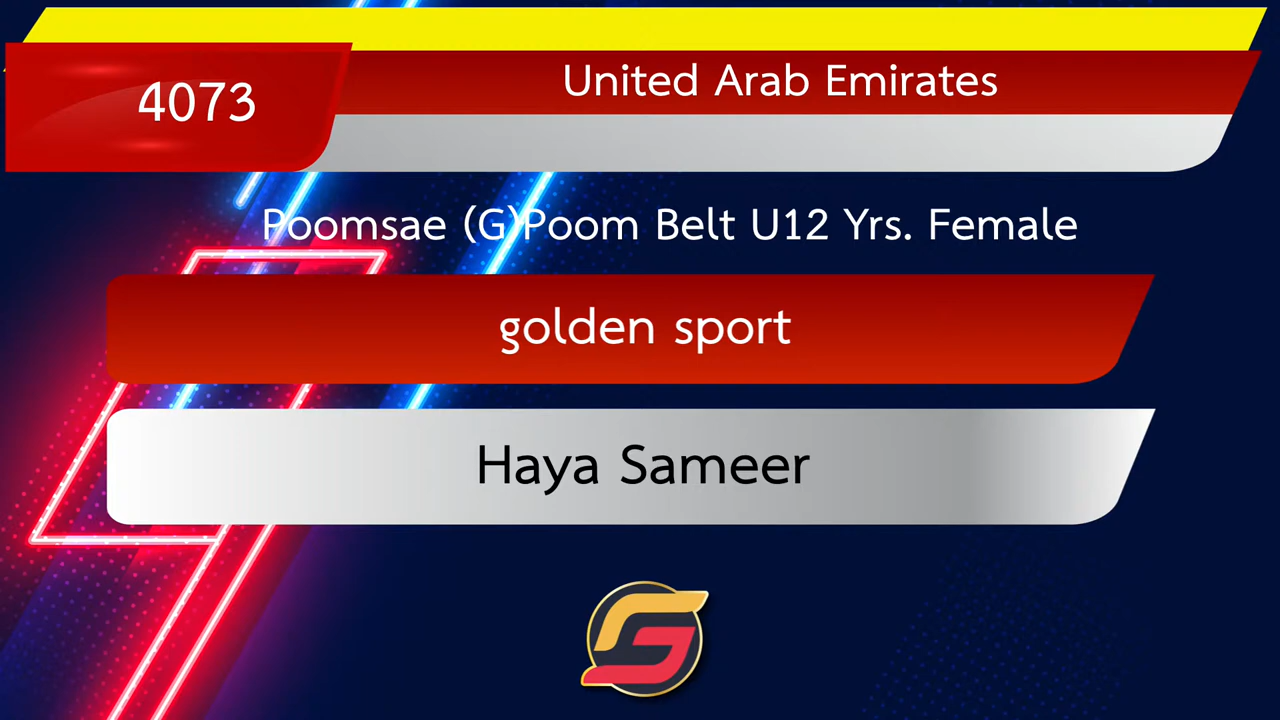 4073
United Arab Emirates
Poomsae (G)Poom Belt U12 Yrs. Female
golden sport
Haya Sameer